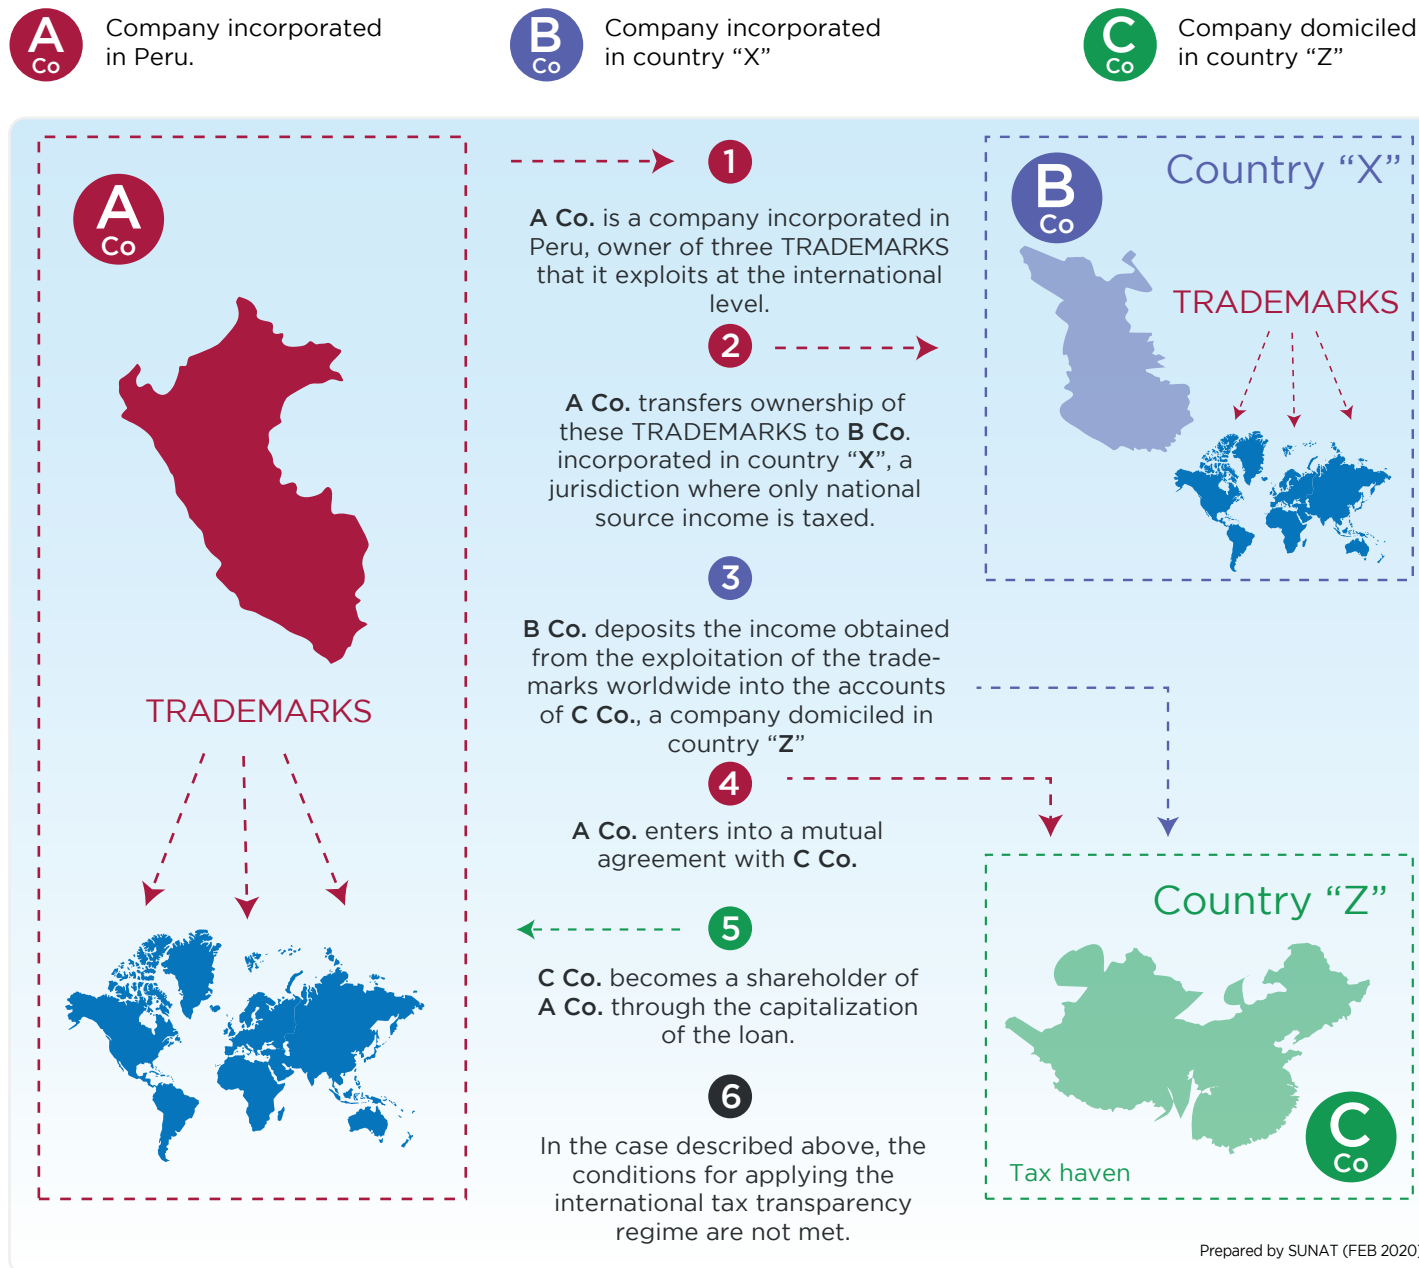 A
Co
Company incorporated
in Peru.
B
Co
Company incorporated
in country “X”
C
Co
Company domiciled
in country “Z”
A
Co
TRADEMARKS
1
A Co. is a company incorporated in
Peru, owner of three TRADEMARKS
that it exploits at the international
level.
2
A Co. transfers ownership of
these TRADEMARKS to B Co.
incorporated in country “X”, a
jurisdiction where only national
source income is taxed.
3
B Co. deposits the income obtained
from the exploitation of the trade-
marks worldwide into the accounts
of C Co., a company domiciled in
country “Z”
4
A Co. enters into a mutual
agreement with C Co.
5
C Co. becomes a shareholder of
A Co. through the capitalization
of the loan.
6
In the case described above, the
conditions for applying the
international tax transparency
regime are not met.
B
Co
Country “X”
TRADEMARKS
Country “Z”
C
Co
Tax haven
Prepared by SUNAT (FEB 2020)